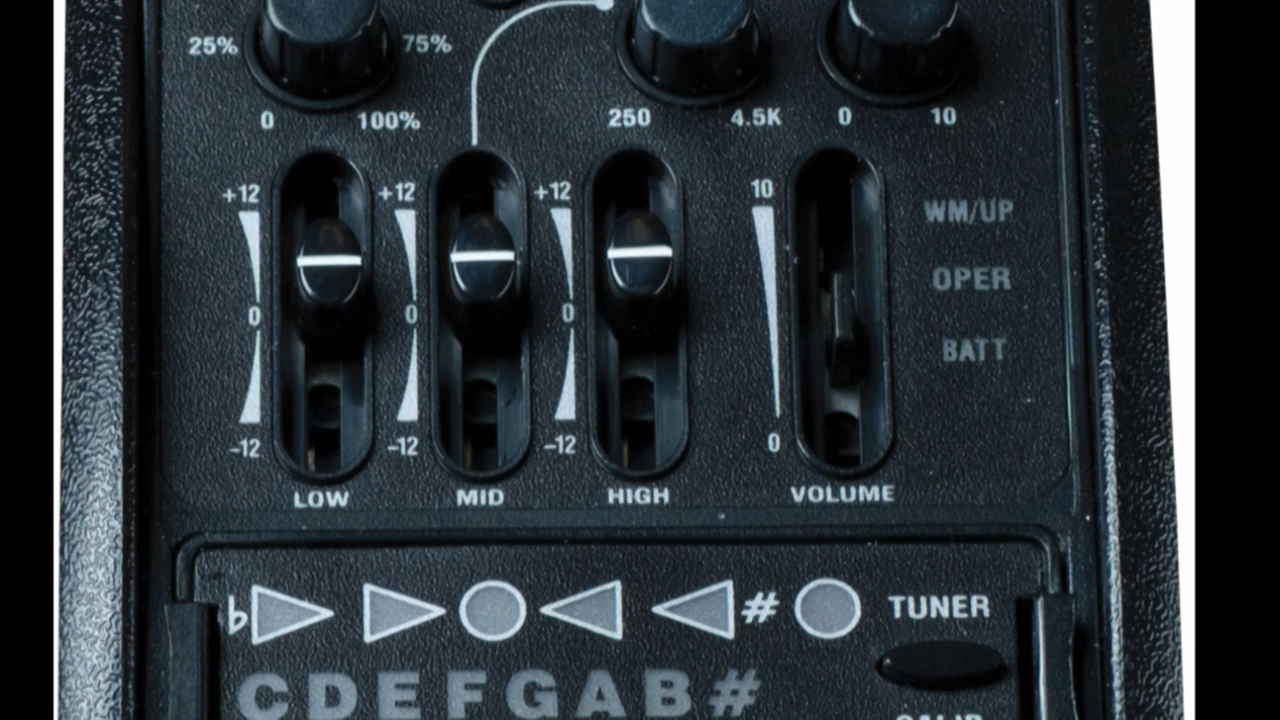 25% 75%
0 100% 250 4.5K 0 10
+12 +12 +12 10 WM/UP
OPER
0 0 0
BATT
-12 -12 -12 0
LOW MID HIGH VOLUME
♭ # TUNER
CDEFGAB#